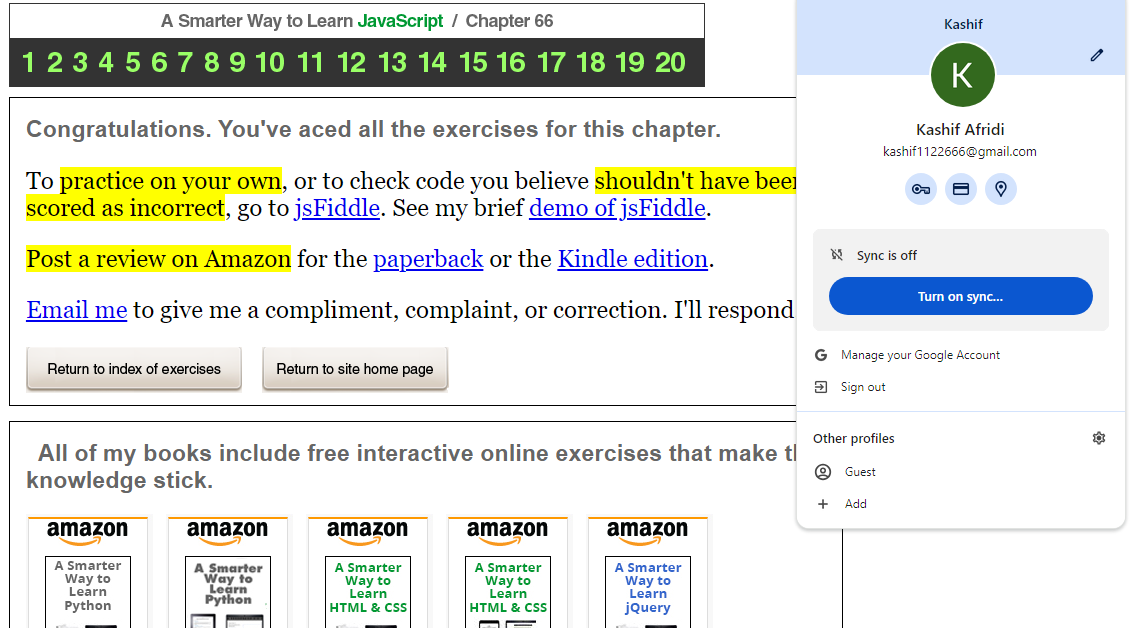 A Smarter Way to Learn JavaScript / Chapter 66
1 2 3 4 5 6 7 8 9 10 11 12 13 14 15 16 17 18 19 20
Congratulations. You've aced all the exercises for this chapter.
To practice on your own, or to check code you believe shouldn't have been
scored as incorrect, go to jsFiddle. See my brief demo of jsFiddle.
Post a review on Amazon for the paperback or the Kindle edition.
Email me to give me a compliment, complaint, or correction. I'll respond
Return to index of exercises
Return to site home page
All of my books include free interactive online exercises that make th
knowledge stick.
amazon
A Smarter
Way to
Learn
Python
amazon
A Smarter
Way to
Learn
Python
amazon
A Smarter
Way to
Learn
HTML & CSS
amazon
A Smarter
Way to
Learn
HTML & CSS
amazon
A Smarter
Way to
Learn
jQuery
Kashif
K
Kashif Afridi
kashif1122666@gmail.com
Sync is off
Turn on sync...
G Manage your Google Account
Sign out
Other profiles
Guest
+ Add